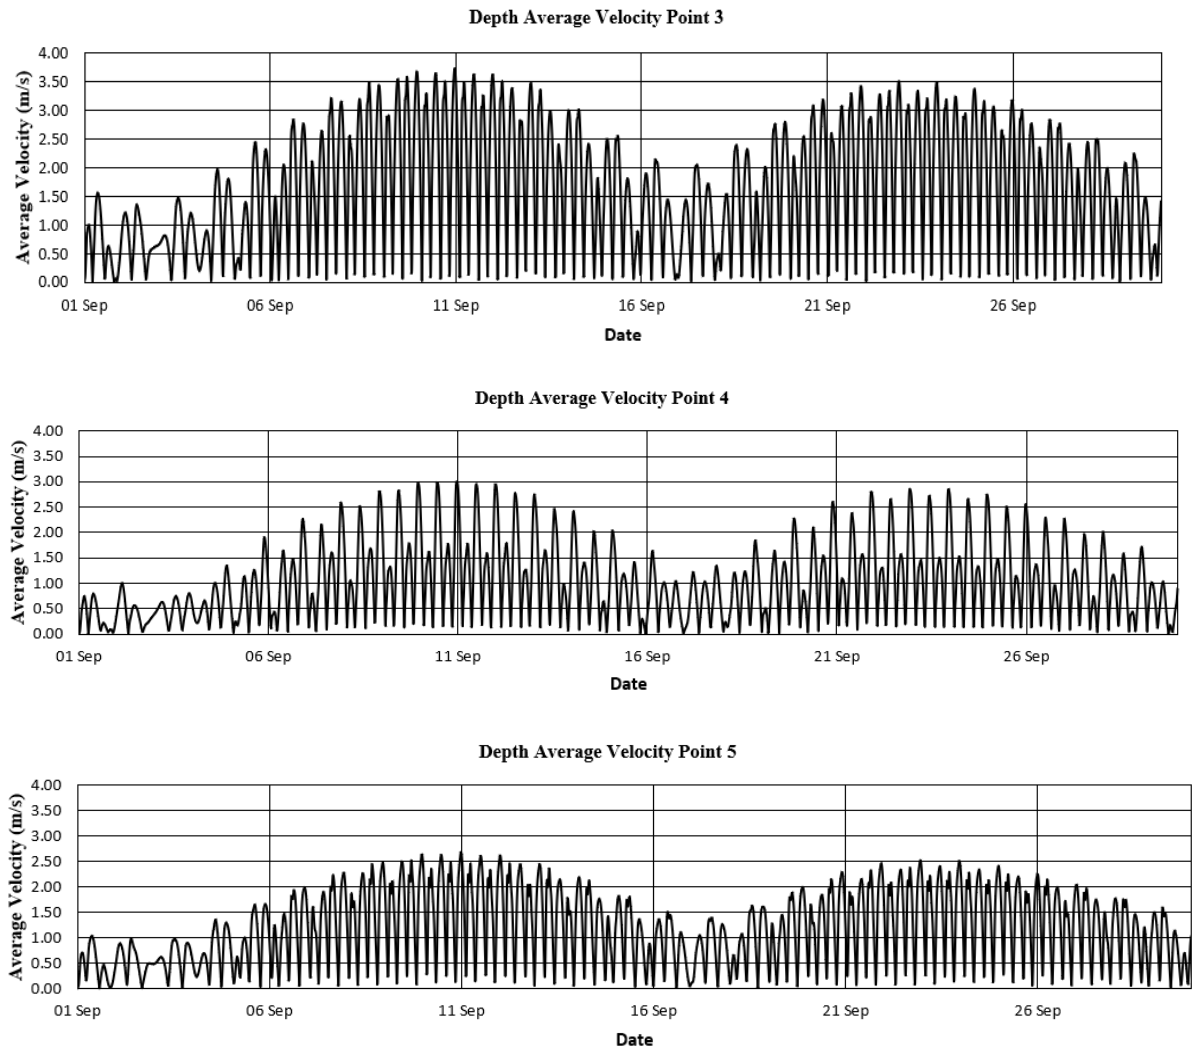 Depth Average Velocity Point 3
Average Velocity (m/s)
4.00
3.50
3.00
2.50
2.00
1.50
1.00
0.50
0.00
01 Sep 06 Sep 11 Sep 16 Sep 21 Sep 26 Sep
Date
Depth Average Velocity Point 4
Average Velocity (m/s)
4.00
3.50
3.00
2.50
2.00
1.50
1.00
0.50
0.00
01 Sep 06 Sep 11 Sep 16 Sep 21 Sep 26 Sep
Date
Depth Average Velocity Point 5
Average Velocity (m/s)
4.00
3.50
3.00
2.50
2.00
1.50
1.00
0.50
0.00
01 Sep 06 Sep 11 Sep 16 Sep 21 Sep 26 Sep
Date